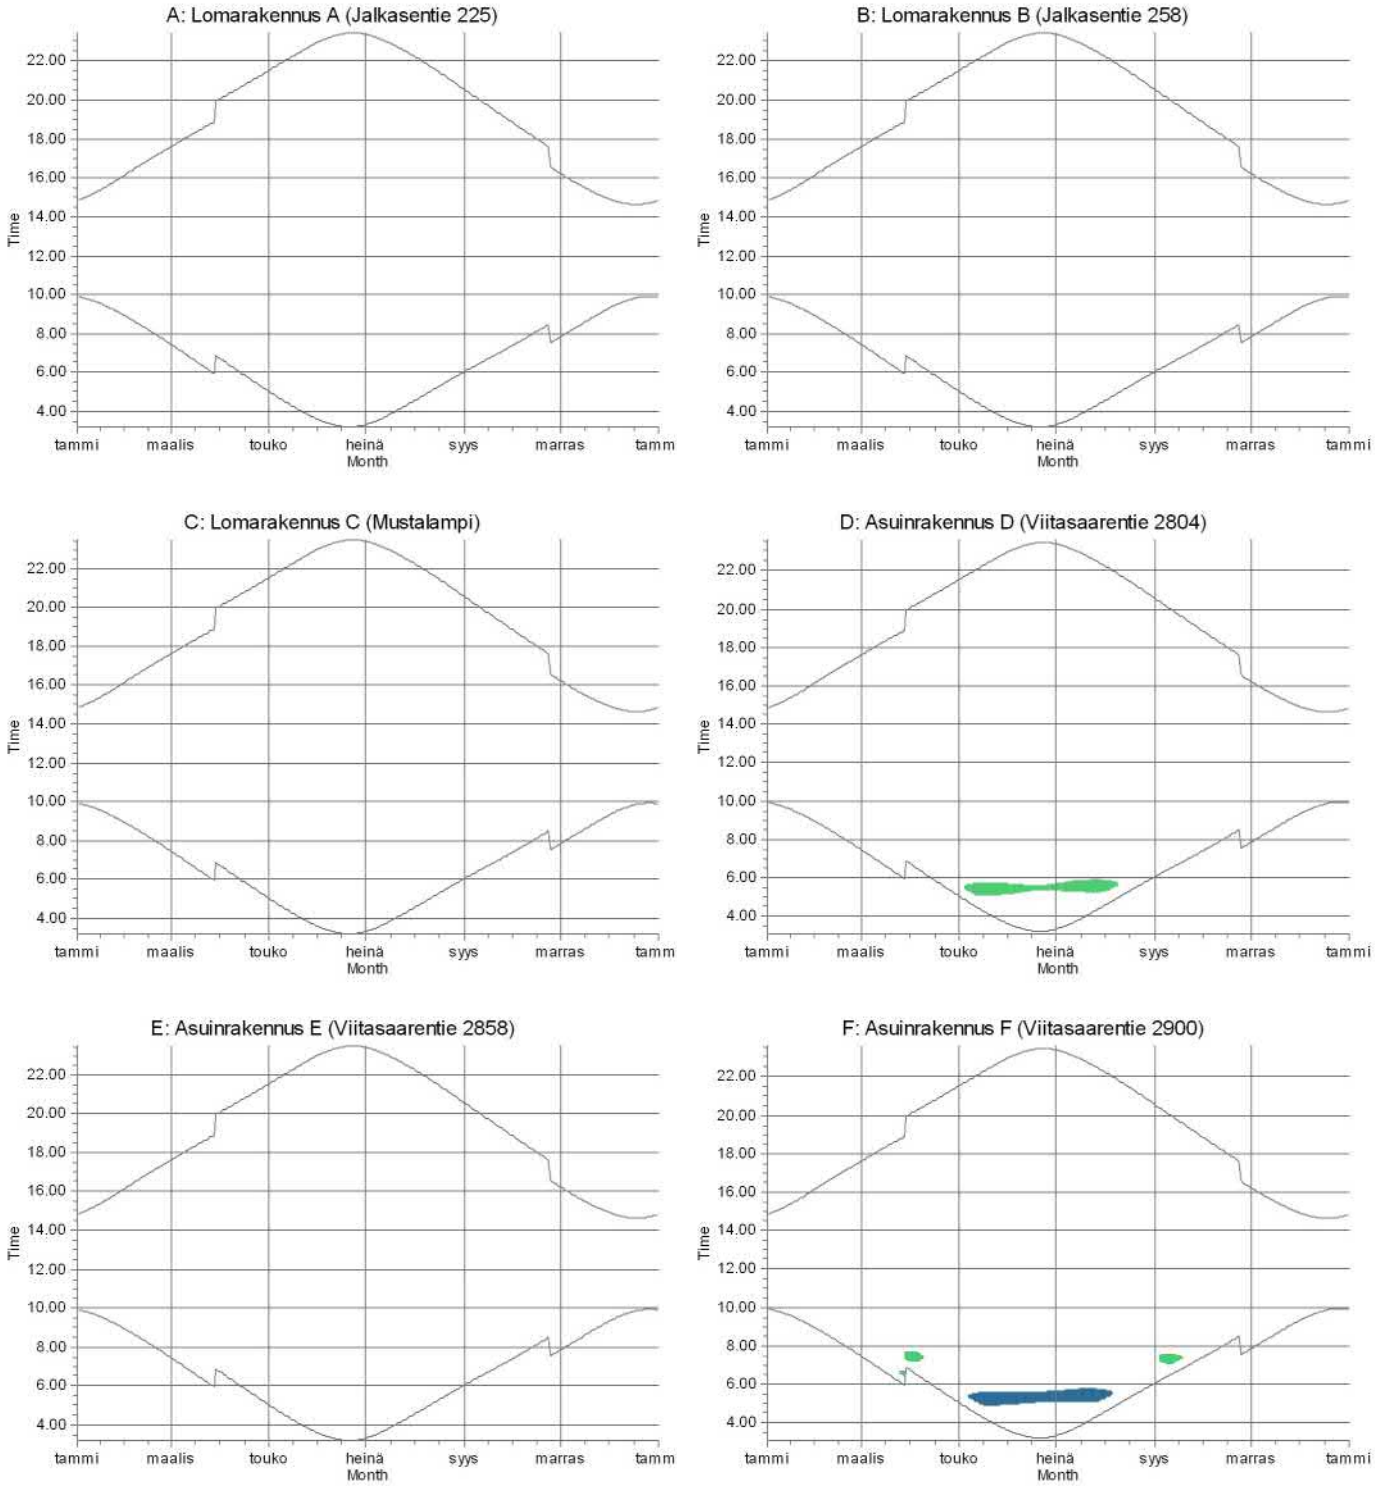 A: Lomarakennus A (Jalkasentie 225)
22.00
20.00
18.00
16.00
14.00
12.00
10.00
8.00
6.00
4.00
Time
tammi maalis touko heinä syys marras tamm
Month
B: Lomarakennus B (Jalkasentie 258)
22.00
20.00
18.00
16.00
14.00
12.00
10.00
8.00
6.00
4.00
Time
tammi maalis touko heinä syys marras tammi
Month
C: Lomarakennus C (Mustalampi)
22.00
20.00
18.00
16.00
14.00
12.00
10.00
8.00
6.00
4.00
Time
tammi maalis touko heinä syys marras tamm
Month
D: Asuinrakennus D (Viitasaarentie 2804)
22.00
20.00
18.00
16.00
14.00
12.00
10.00
8.00
6.00
4.00
Time
tammi maalis touko heinä syys marras tammi
Month
E: Asuinrakennus E (Viitasaarentie 2858)
22.00
20.00
18.00
16.00
14.00
12.00
10.00
8.00
6.00
4.00
Time
tammi maalis touko heinä syys marras tamm
Month
F: Asuinrakennus F (Viitasaarentie 2900)
22.00
20.00
18.00
16.00
14.00
12.00
10.00
8.00
6.00
4.00
Time
tammi maalis touko heinä syys marras tammi
Month